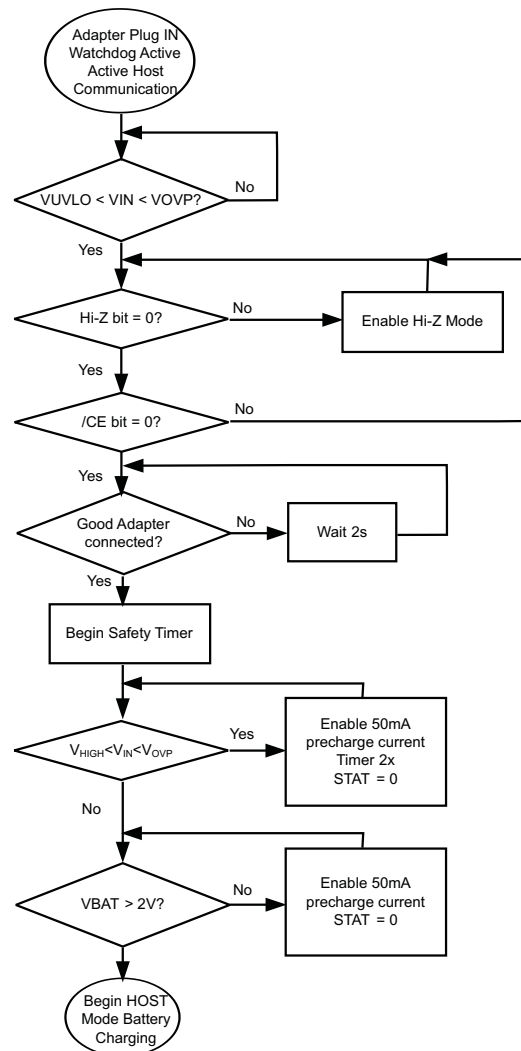 Adapter Plug IN
Watchdog Active
Active Host
Communication
VUVLO < VIN < VOVP?
No
Yes
Hi-Z bit = 0?
No
Enable Hi-Z Mode
Yes
/CE bit = 0?
No
Yes
Good Adapter
connected?
No
Wait 2s
Yes
Begin Safety Timer
VHIGH<VIN<VOVP
Yes
Enable 50mA
precharge current
Timer 2x
STAT = 0
No
VBAT > 2V?
No
Enable 50mA
precharge current
STAT = 0
Yes
Begin HOST
Mode Battery
Charging